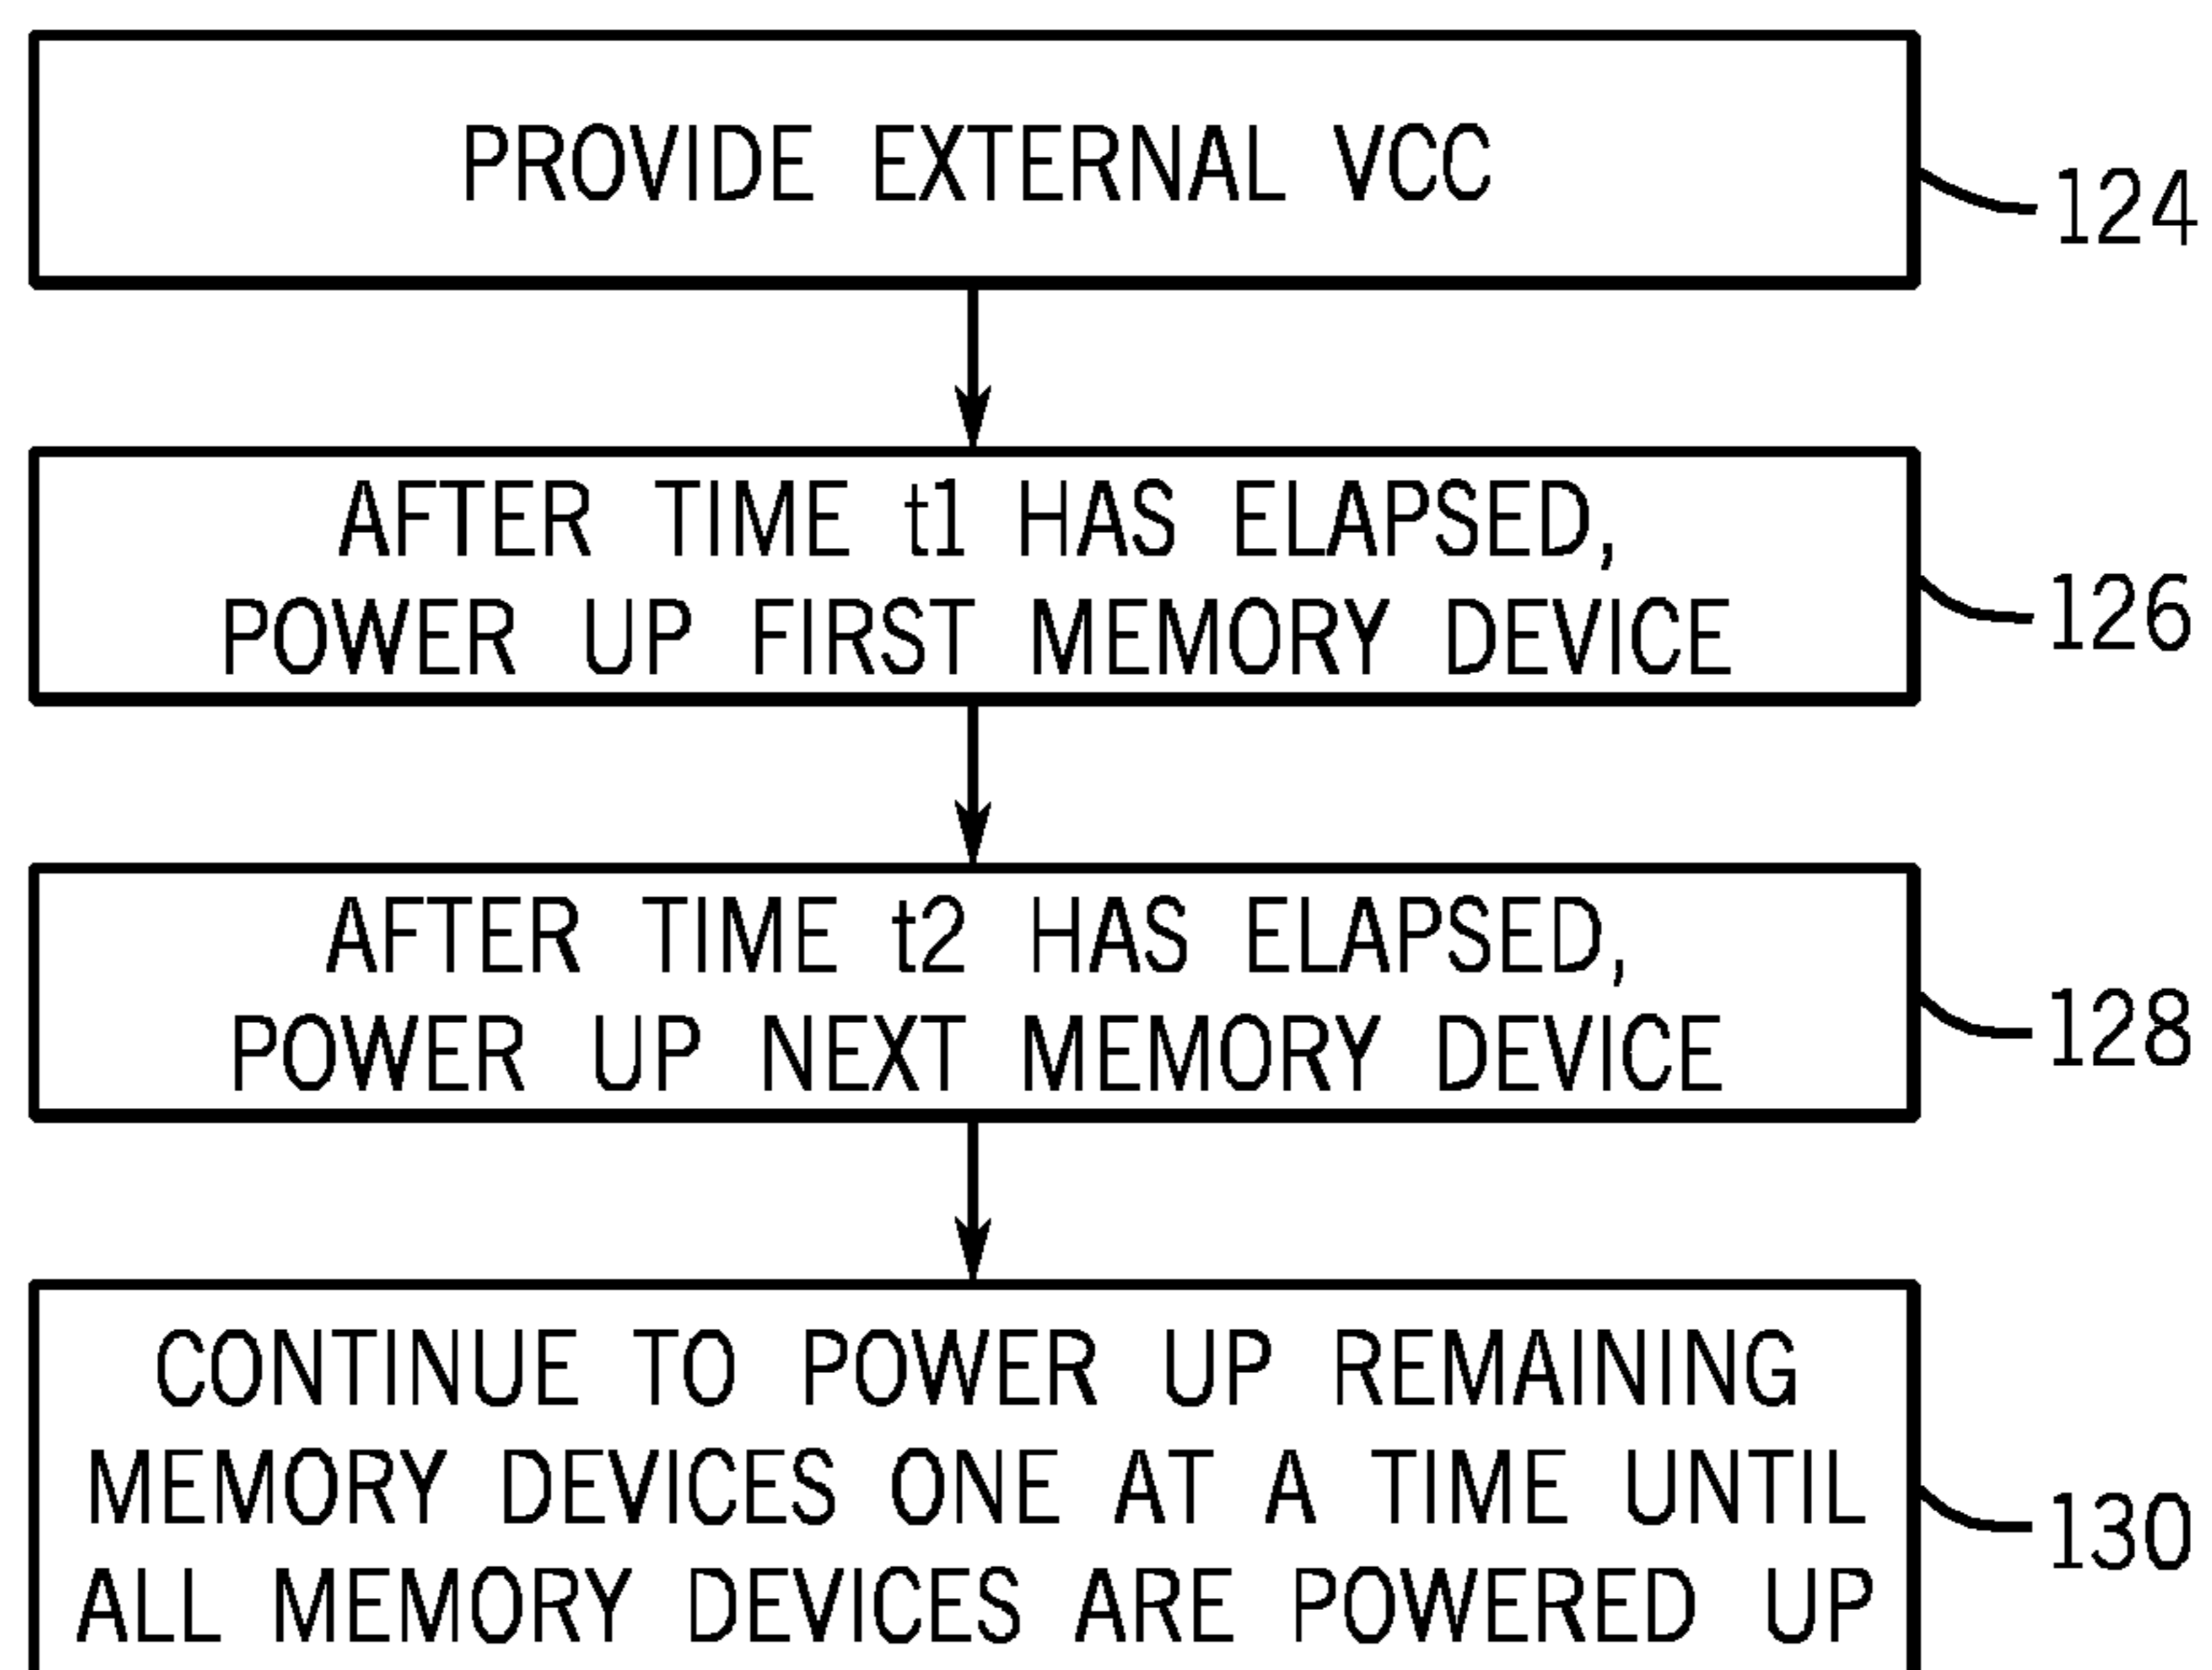 PROVIDE EXTERNAL VCC
124
AFTER TIME t1 HAS ELAPSED,
POWER UP FIRST MEMORY DEVICE
126
AFTER TIME t2 HAS ELAPSED,
POWER UP NEXT MEMORY DEVICE
128
CONTINUE TO POWER UP REMAINING
MEMORY DEVICES ONE AT A TIME UNTIL
ALL MEMORY DEVICES ARE POWERED UP
130